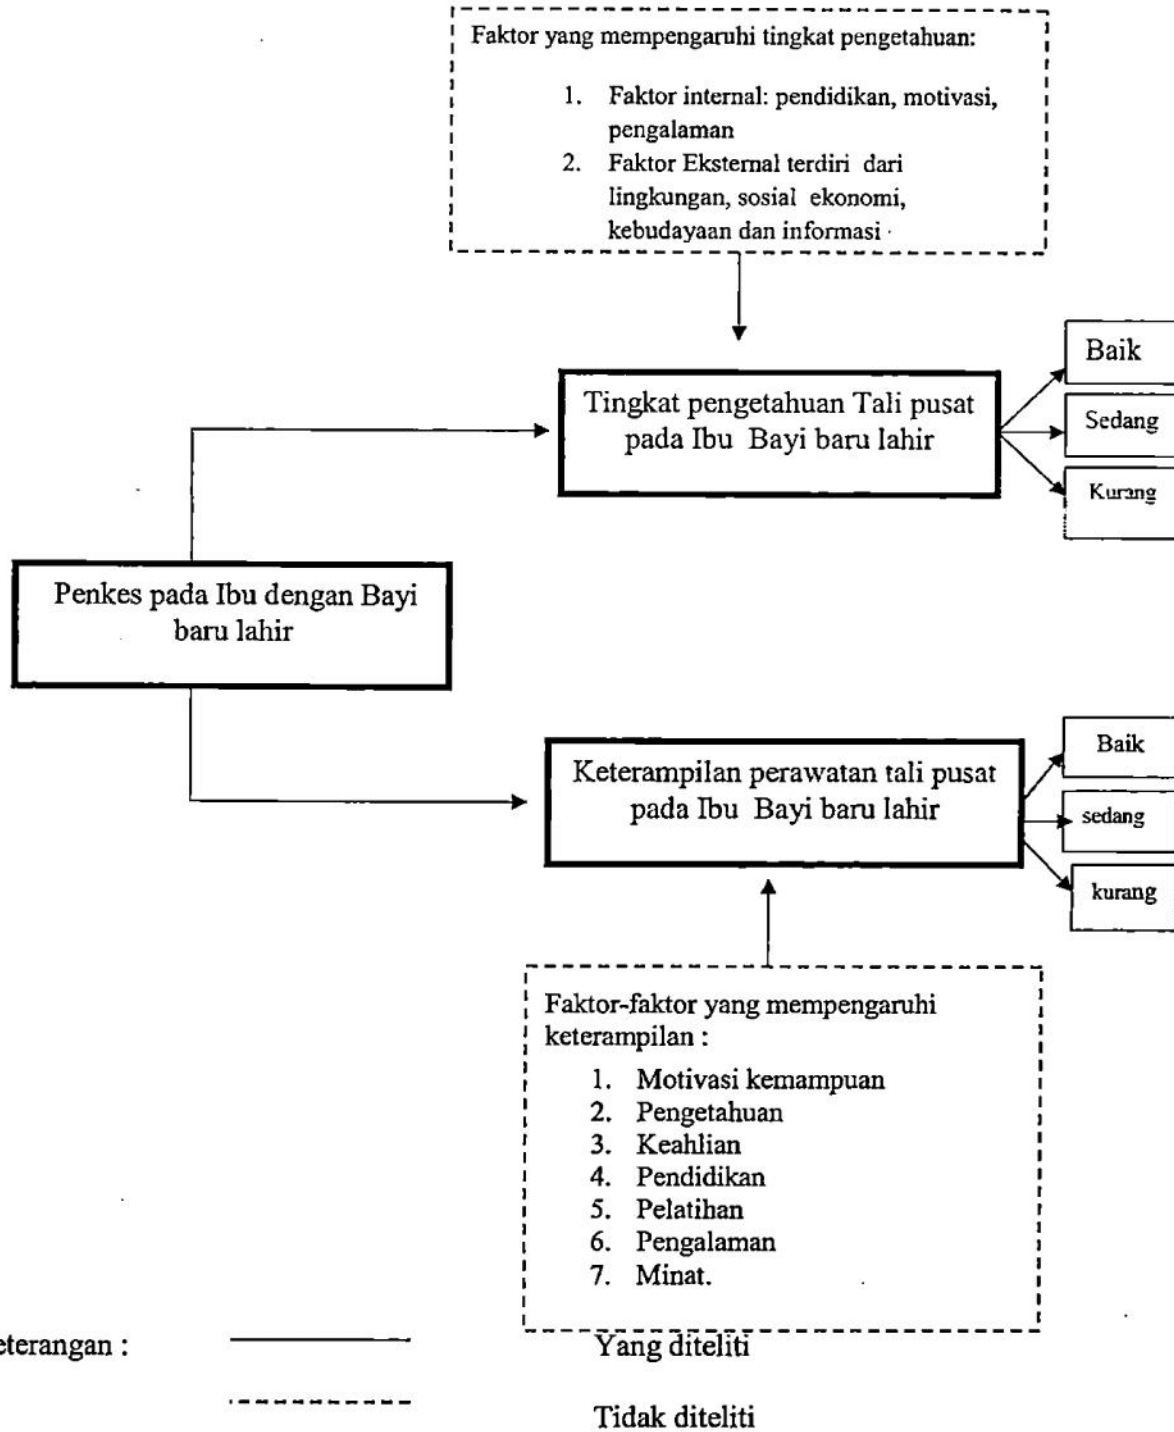 Faktor yang mempengaruhi tingkat pengetahuan:
1. Faktor internal: pendidikan, motivasi,
pengalaman
2. Faktor Eksternal terdiri dari
lingkungan, sosial ekonomi,
kebudayaan dan informasi
Tingkat pengetahuan Tali pusat
pada Ibu Bayi baru lahir
Baik
Sedang
Kurang
Penkes pada Ibu dengan Bayi
baru lahir
Keterampilan perawatan tali pusat
pada Ibu Bayi baru lahir
Baik
sedang
kurang
Faktor-faktor yang mempengaruhi
keterampilan :
1. Motivasi kemampuan
2. Pengetahuan
3. Keahlian
4. Pendidikan
5. Pelatihan
6. Pengalaman
7. Minat.
eterangan :
Yang diteliti
Tidak diteliti